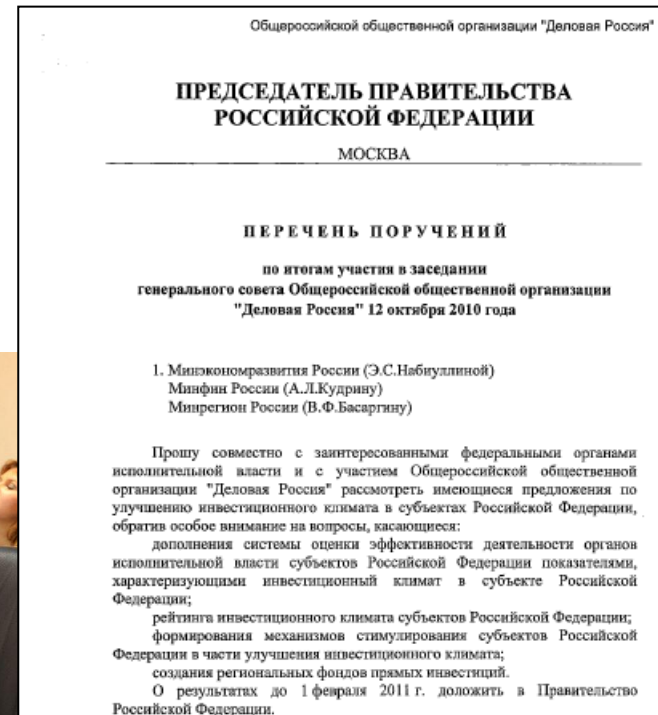 Общероссийской общественной организации "Деловая Россия"
ПРЕДСЕДАТЕЛЬ ПРАВИТЕЛЬСТВА
РОССИЙСКОЙ ФЕДЕРАЦИИ
МОСКВА
ПЕРЕЧЕНЬ ПОРУЧЕНИЙ
по итогам участия в заседании
генерального совета Общероссийской общественной организации
"Деловая Россия" 12 октября 2010 года
1. Минэкономразвития России (Э.С.Набиуллиной)
Минфин России (А.Л.Кудрину)
Минрегион России (В.Ф.Басаргину)
Прошу совместно с заинтересованными федеральными органами
исполнительной власти и с участием Общероссийской общественной
организации "Деловая Россия" рассмотреть имеющиеся предложения по
улучшению инвестиционного климата в субъектах Российской Федерации,
обратив особое внимание на вопросы, касающиеся:
дополнения системы оценки эффективности деятельности органов
исполнительной власти субъектов Российской Федерации показателями,
характеризующими инвестиционный климат в субъекте Российской
Федерации;
рейтинга инвестиционного климата субъектов Российской Федерации;
формирования механизмов стимулирования субъектов Российской
Федерации в части улучшения инвестиционного климата;
создания региональных фондов прямых инвестиций.
О результатах до 1 февраля 2011 г. доложить в Правительство
Российской Федерации.